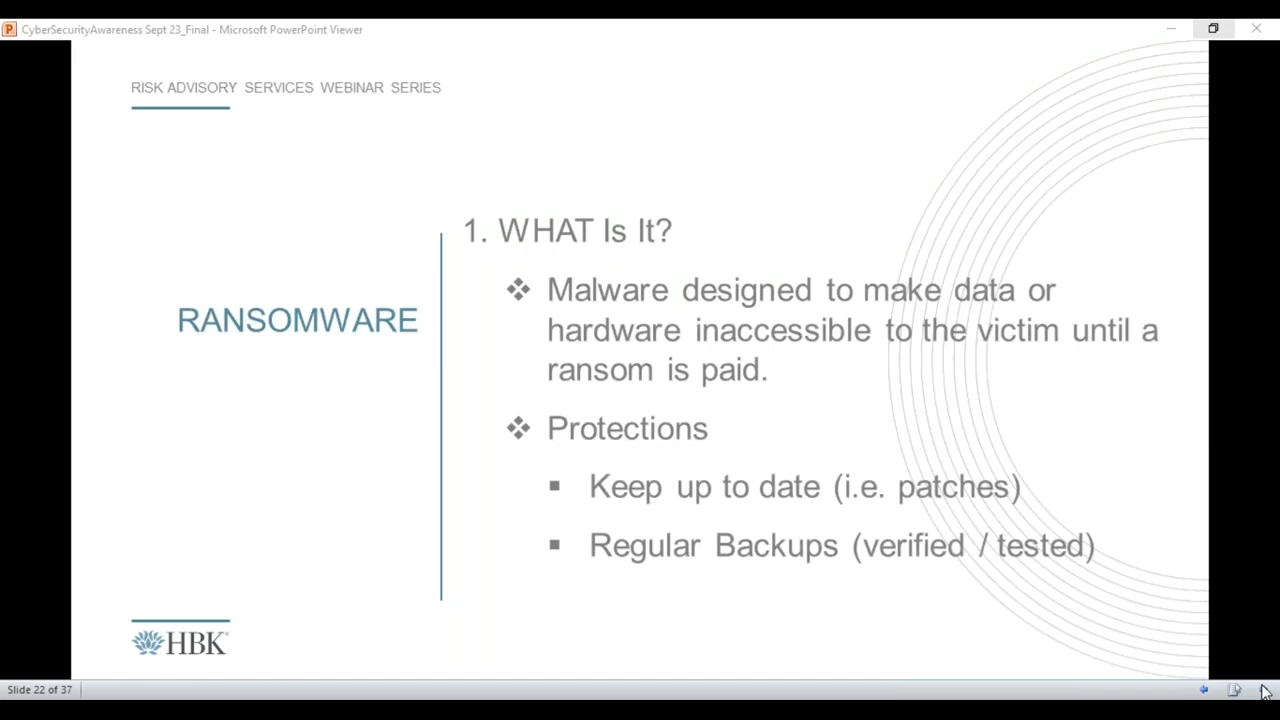 CyberSecurityAwareness Sept 23_Final - Microsoft PowerPoint Viewer
RISK ADVISORY SERVICES WEBINAR SERIES
RANSOMWARE
1. WHAT Is It?
❖ Malware designed to make data or
hardware inaccessible to the victim until a
ransom is paid.
❖ Protections
▪ Keep up to date (i.e. patches)
▪ Regular Backups (verified / tested)
HBK
Slide 22 of 37